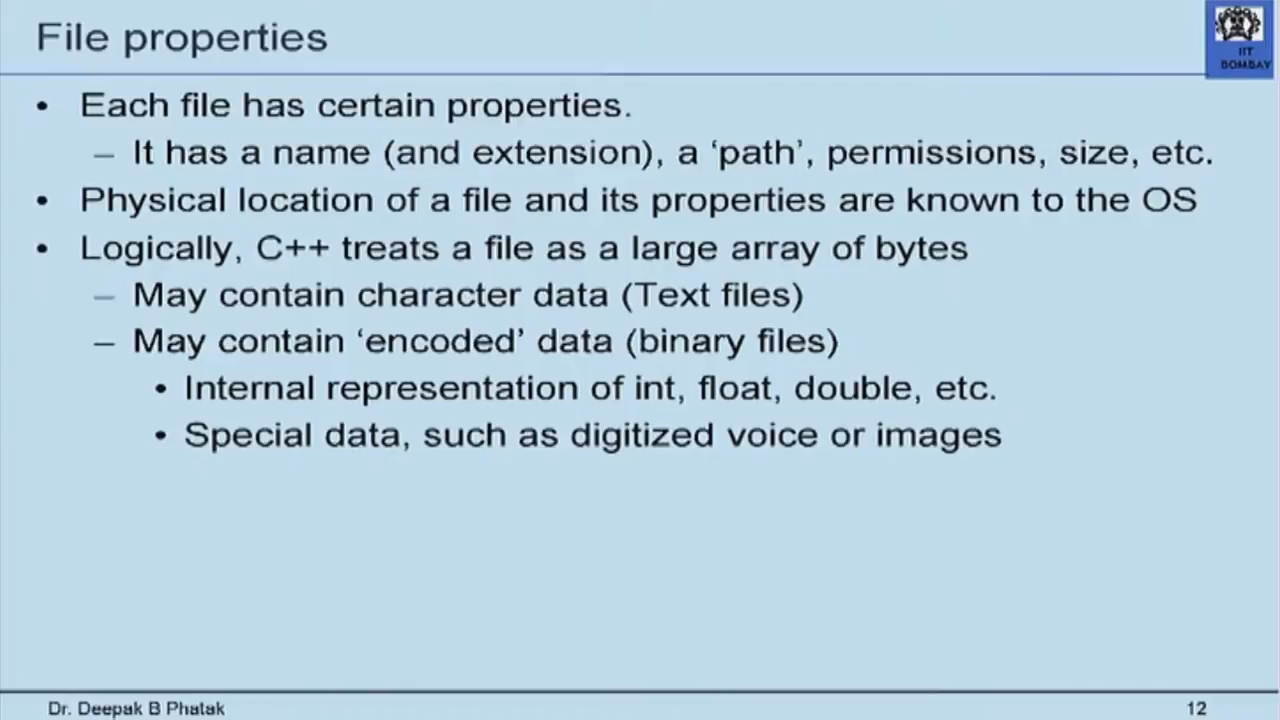 File properties
IIT
BOMBAY
• Each file has certain properties.
– It has a name (and extension), a ‘path’, permissions, size, etc.
• Physical location of a file and its properties are known to the OS
• Logically, C++ treats a file as a large array of bytes
– May contain character data (Text files)
– May contain ‘encoded’ data (binary files)
• Internal representation of int, float, double, etc.
• Special data, such as digitized voice or images
Dr. Deepak B Phatak
12